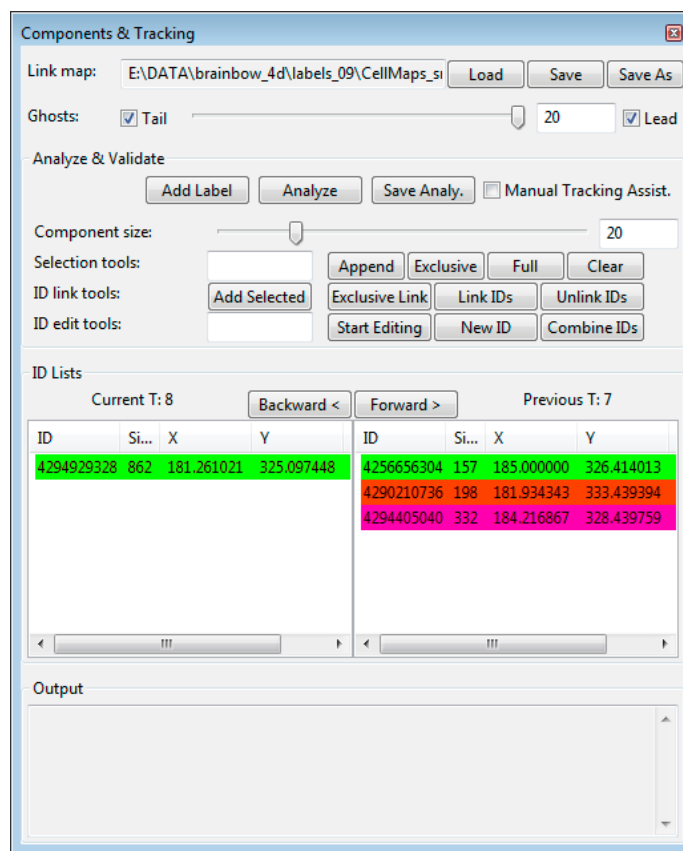 Components & Tracking
Link map: E:\DATA\brainbow_4d\labels_09\CellMaps_sı Load Save Save As
Ghosts: Tail 20 Lead
Analyze & Validate
Add Label Analyze Save Analy. Manual Tracking Assist.
Component size: 20
Selection tools: Append Exclusive Full Clear
ID link tools: Add Selected Exclusive Link Link IDs Unlink IDs
ID edit tools: Start Editing New ID Combine IDs
ID Lists
Current T: 8 Backward < Forward > Previous T: 7
ID Si... X Y ID Si... X Y
4294929328 862 181.261021 325.097448 4256656304 157 185.000000 326.414013
4290210736 198 181.934343 333.439394
4294405040 332 184.216867 328.439759
Output